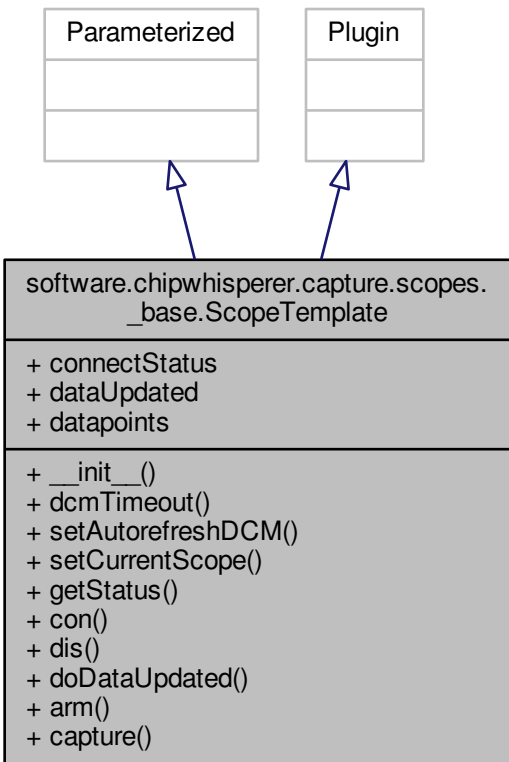 Parameterized
Plugin
software.chipwhisperer.capture.scopes.
_base.ScopeTemplate
+ connectStatus
+ dataUpdated
+ datapoints
+ __init__()
+ dcmTimeout()
+ setAutorefreshDCM()
+ setCurrentScope()
+ getStatus()
+ con()
+ dis()
+ doDataUpdated()
+ arm()
+ capture()